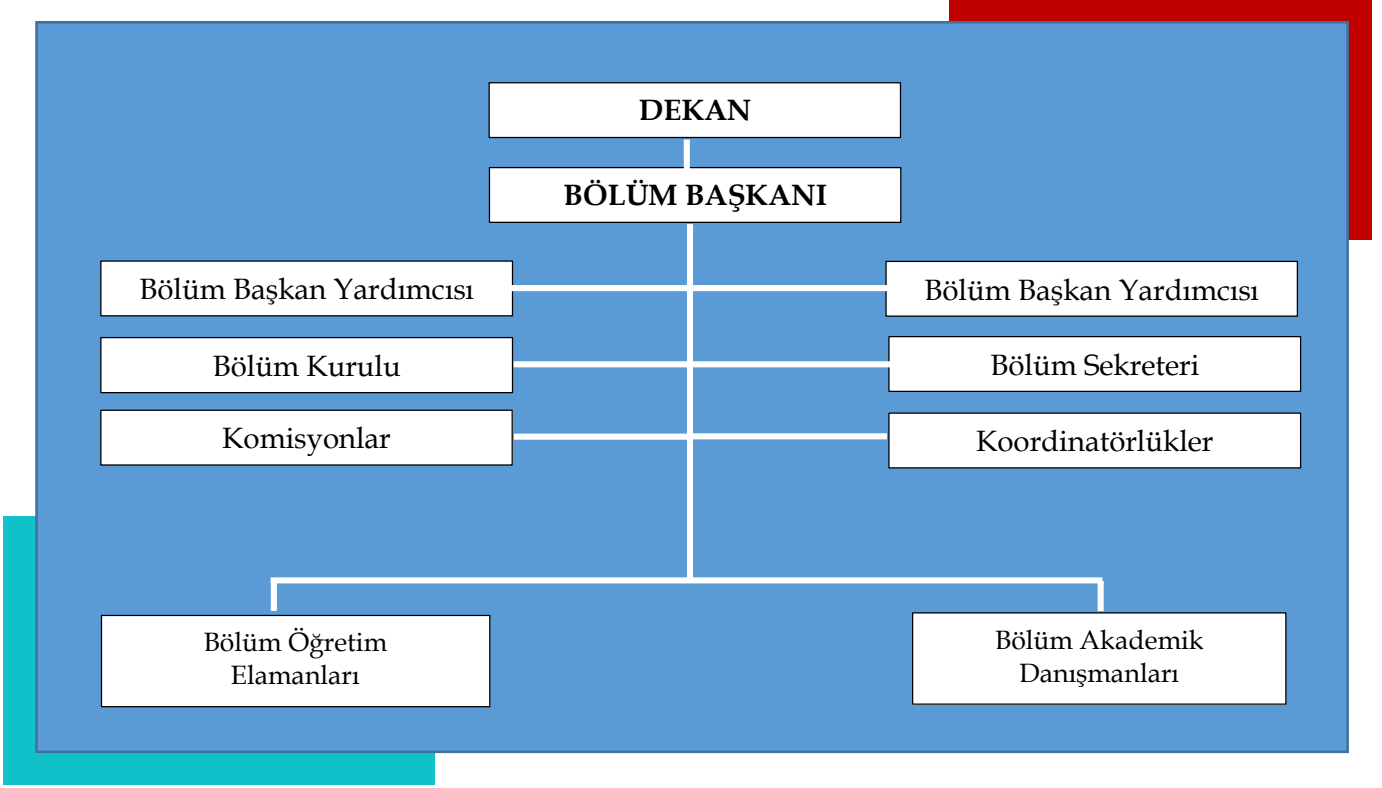 DEKAN
BÖLÜM BAŞKANI
Bölüm Başkan Yardımcısı
Bölüm Başkan Yardımcısı
Bölüm Kurulu
Bölüm Sekreteri
Komisyonlar
Koordinatörlükler
Bölüm Öğretim
Elamanları
Bölüm Akademik
Danışmanları